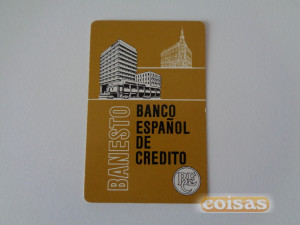 BANESTO
BANCO
ESPAÑOL
DE
CREDITO
coisas